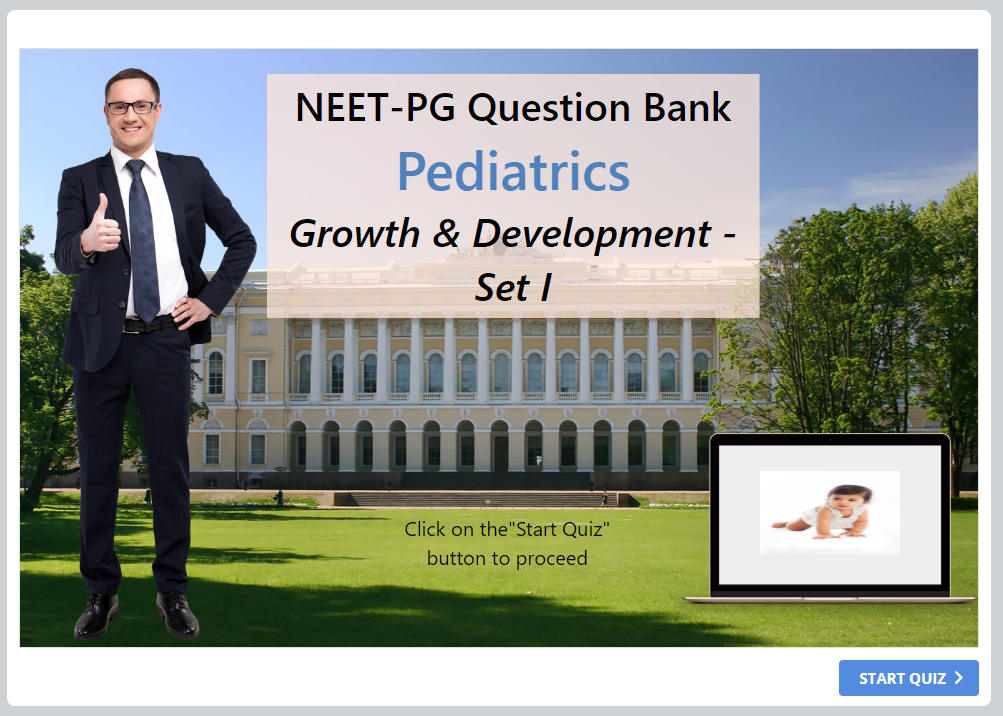 NEET-PG Question Bank
Pediatrics
Growth & Development -
Set I
Click on the"Start Quiz"
button to proceed
START QUIZ